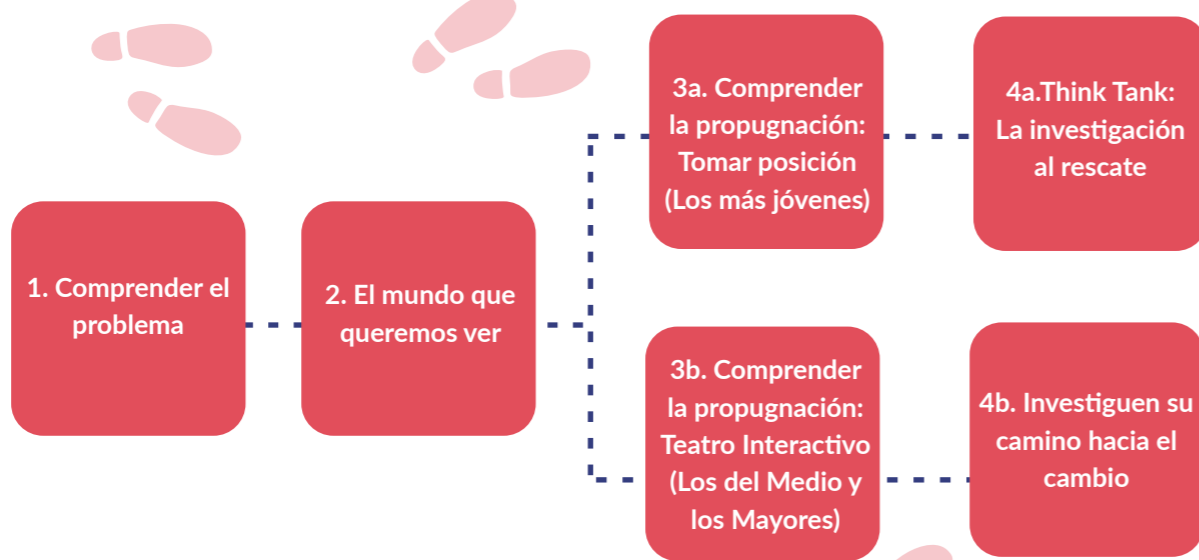 1. Comprender el
problema
2. El mundo que
queremos ver
3a. Comprender
la propugnación:
Tomar posición
(Los más jóvenes)
4a.Think Tank:
La investigación
al rescate
3b. Comprender
la propugnación:
Teatro Interactivo
(Los del Medio y
los Mayores)
4b. Investiguen su
camino hacia el
cambio